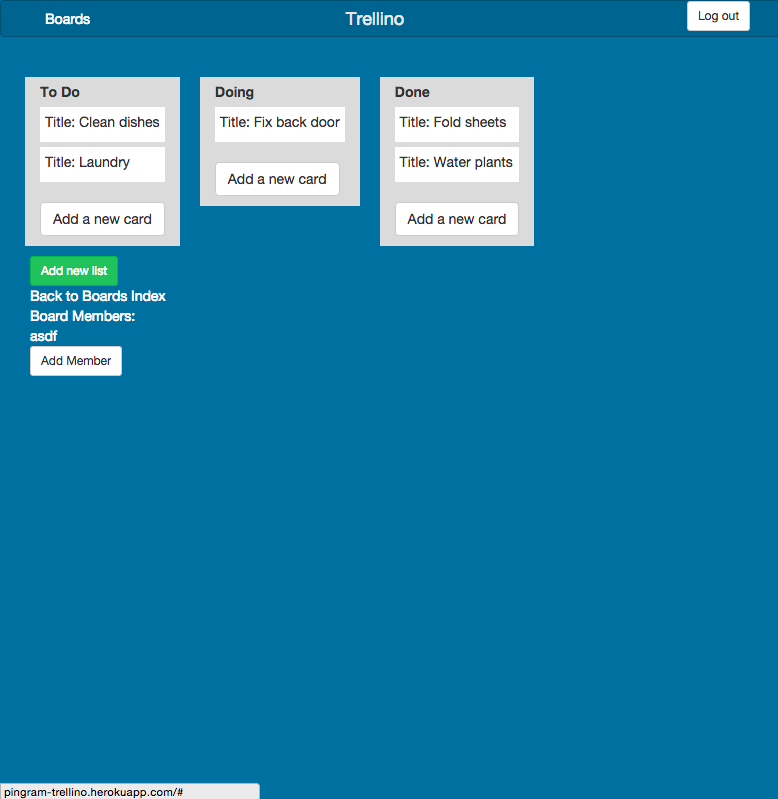 Boards
Trellino
Log out
To Do
Title: Clean dishes
Title: Laundry
Add a new card
Doing
Title: Fix back door
Add a new card
Done
Title: Fold sheets
Title: Water plants
Add a new card
Add new list
Back to Boards Index
Board Members:
asdf
Add Member
pingram-trellino.herokuapp.com/#